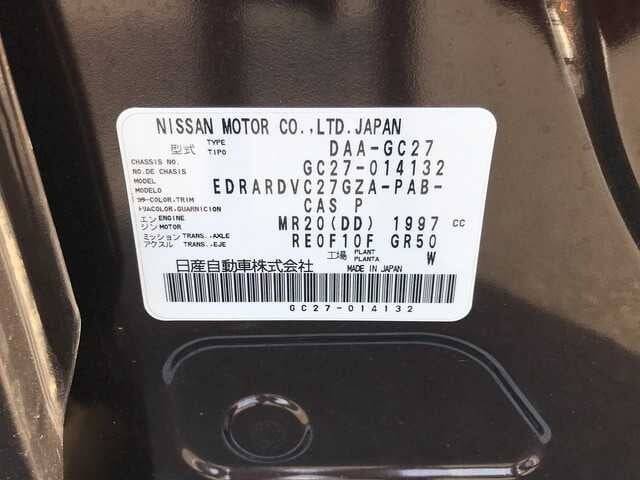 NISSAN MOTOR CO.,LTD.JAPAN
型式 TYPE TIPO DAA-GC27
CHASSIS NO. NO.DE CHASIS GC27-014132
MODEL MODELO EDRARDVC27GZA-PAB-
COLOR,TRIM COLOR,GUARNICION CAS P
エンジン ENGINE MOTOR MR20(DD) 1997 cc
ミッション アクスル TRANS.,AXLE TRANS.,EJE RE0F10F GR50
工場 PLANT PLANTA W
日産自動車株式会社 MADE IN JAPAN
GC27-014132